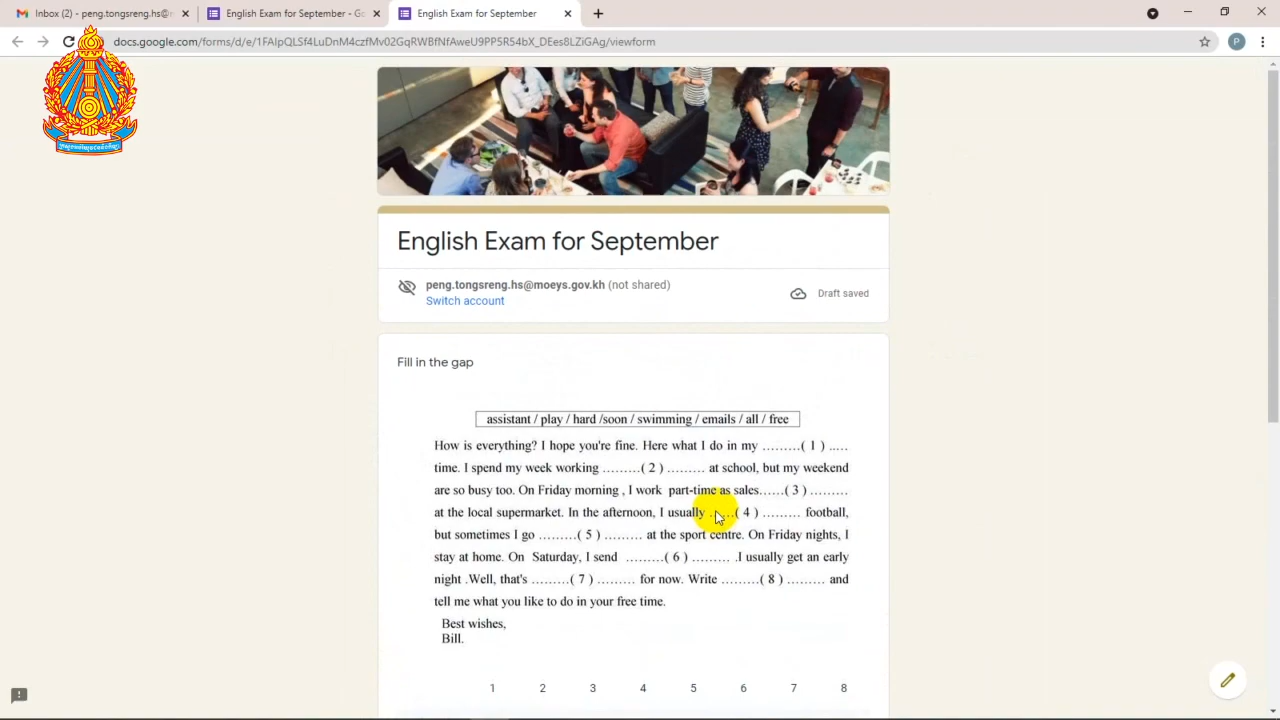 Inbox (2) - peng.tongsreng.hs@
English Exam for September - Go
English Exam for September
docs.google.com/forms/d/e/1FAIpQLSf4LuDnM4czfMv02GqRWBfNfAweU9PP5R54bX_DEes8LZiGAg/viewform
P
English Exam for September
peng.tongsreng.hs@moeys.gov.kh (not shared)
Switch account
Draft saved
Fill in the gap
assistant / play / hard /soon / swimming / emails / all / free
How is everything? I hope you're fine. Here what I do in my .........( 1 ) .....
time. I spend my week working .........( 2 ) ......... at school, but my weekend
are so busy too. On Friday morning , I work part-time as sales......( 3 ) .........
at the local supermarket. In the afternoon, I usually ......( 4 ) ......... football,
but sometimes I go .........( 5 ) ......... at the sport centre. On Friday nights, I
stay at home. On Saturday, I send .........( 6 ) ......... .I usually get an early
night .Well, that's .........( 7 ) ......... for now. Write .........( 8 ) ......... and
tell me what you like to do in your free time.
Best wishes,
Bill.
1 2 3 4 5 6 7 8